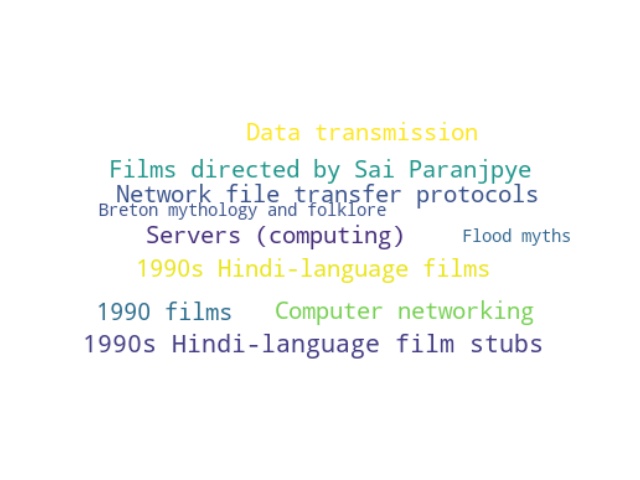 Data transmission
Films directed by Sai Paranjpye
Network file transfer protocols
Breton mythology and folklore
Servers (computing)
Flood myths
1990s Hindi-language films
1990 films
Computer networking
1990s Hindi-language film stubs